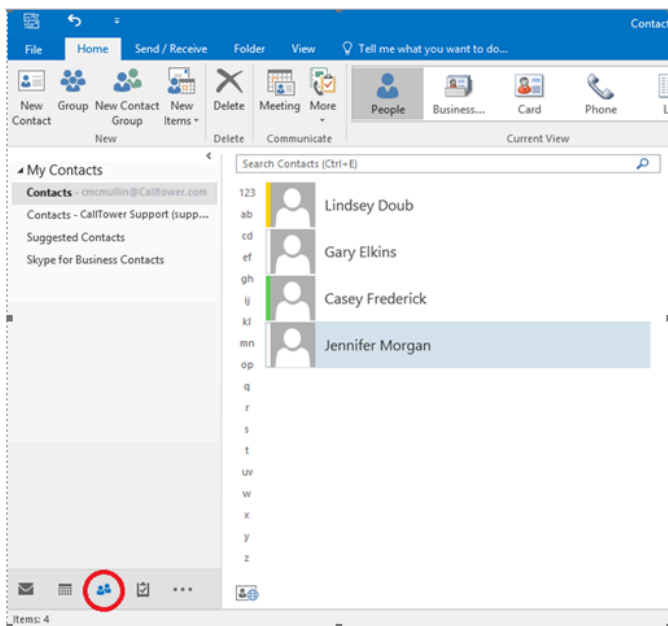 Contact
File Home Send / Receive Folder View Tell me what you want to do...
New Contact
Group
New Contact Group
New Items
Delete
Meeting
More
People
Business...
Card
Phone
New Delete Communicate Current View
My Contacts
Contacts - cmcmullin@Calltower.com
Contacts - CallTower Support (supp...
Suggested Contacts
Skype for Business Contacts
Search Contacts (Ctrl+E)
123
ab
cd
ef
gh
ij
kl
mn
op
q
r
s
t
uv
w
x
y
z
Lindsey Doub
Gary Elkins
Casey Frederick
Jennifer Morgan
Items: 4